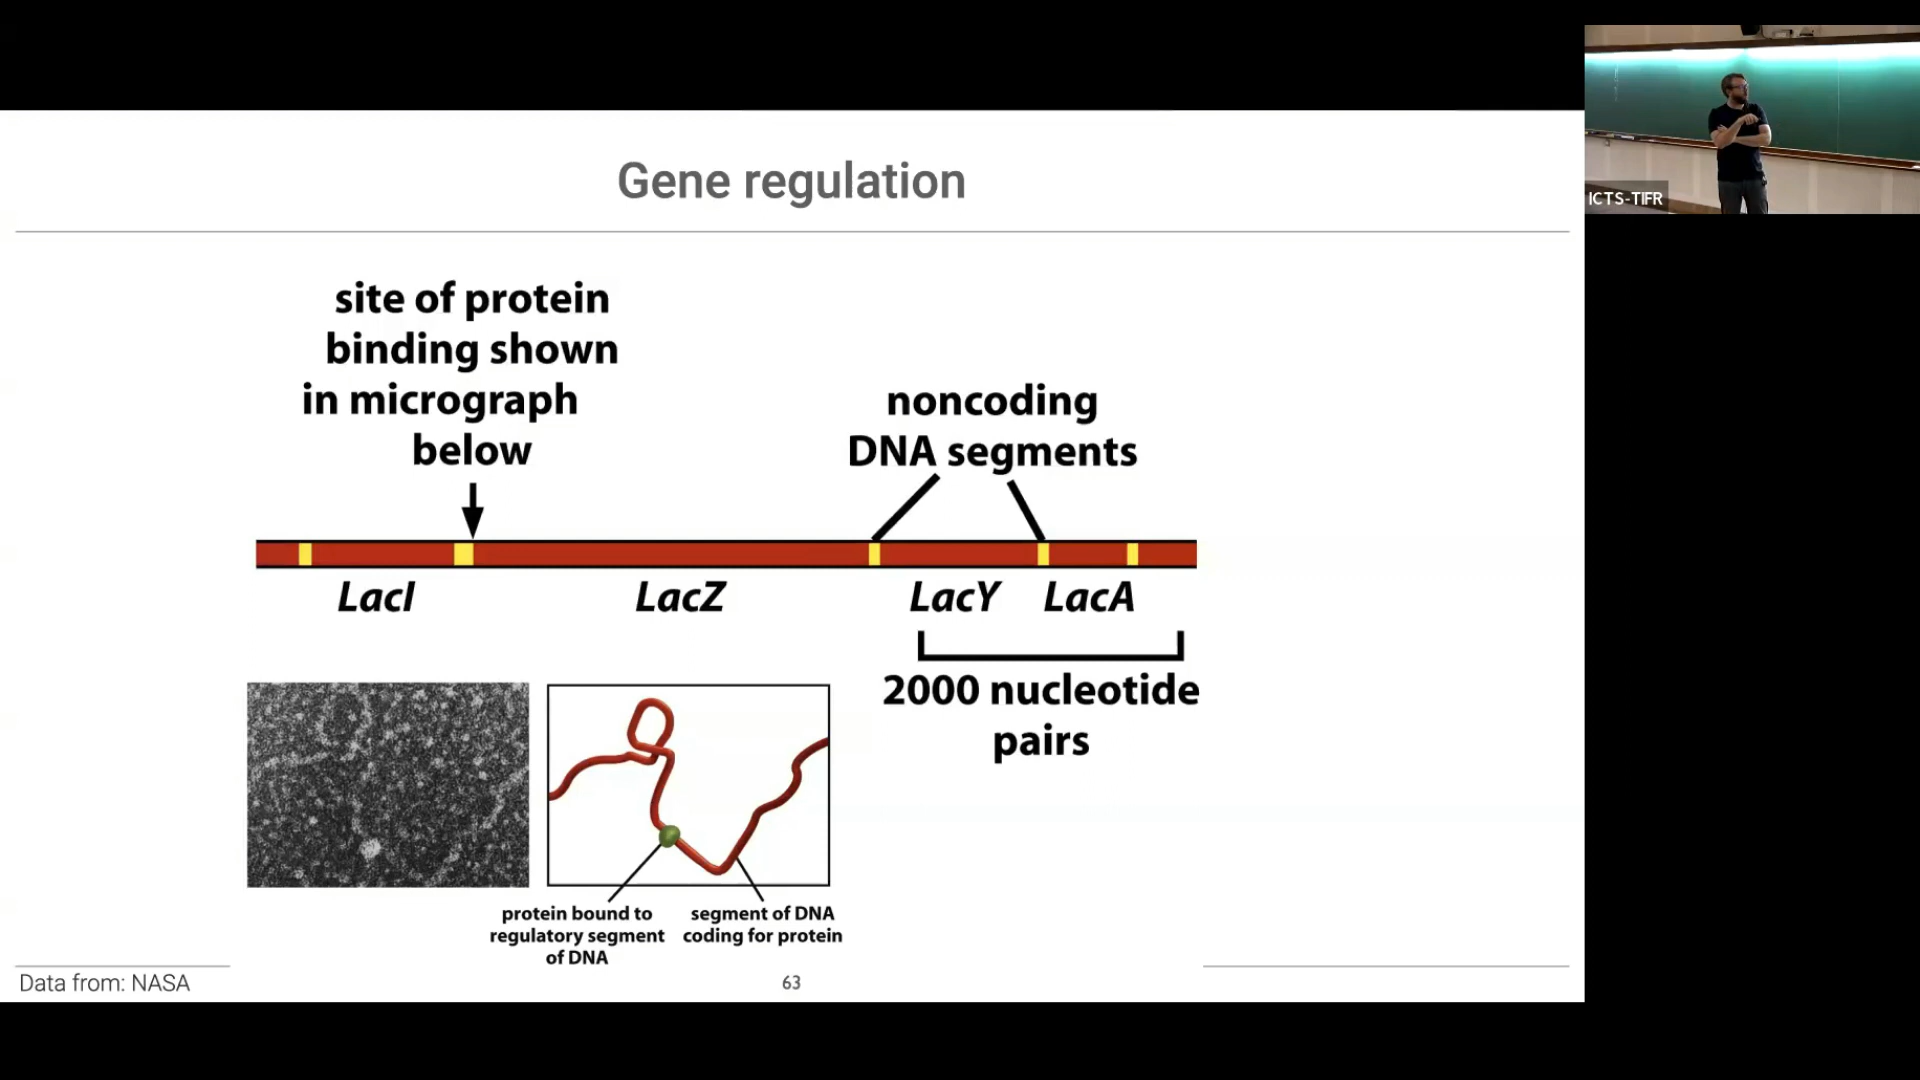 Gene regulation
site of protein
binding shown
in micrograph
below
noncoding
DNA segments
LacI
LacZ
LacY
LacA
2000 nucleotide
pairs
protein bound to
regulatory segment
of DNA
segment of DNA
coding for protein
Data from: NASA
63
ICTS-TIFR